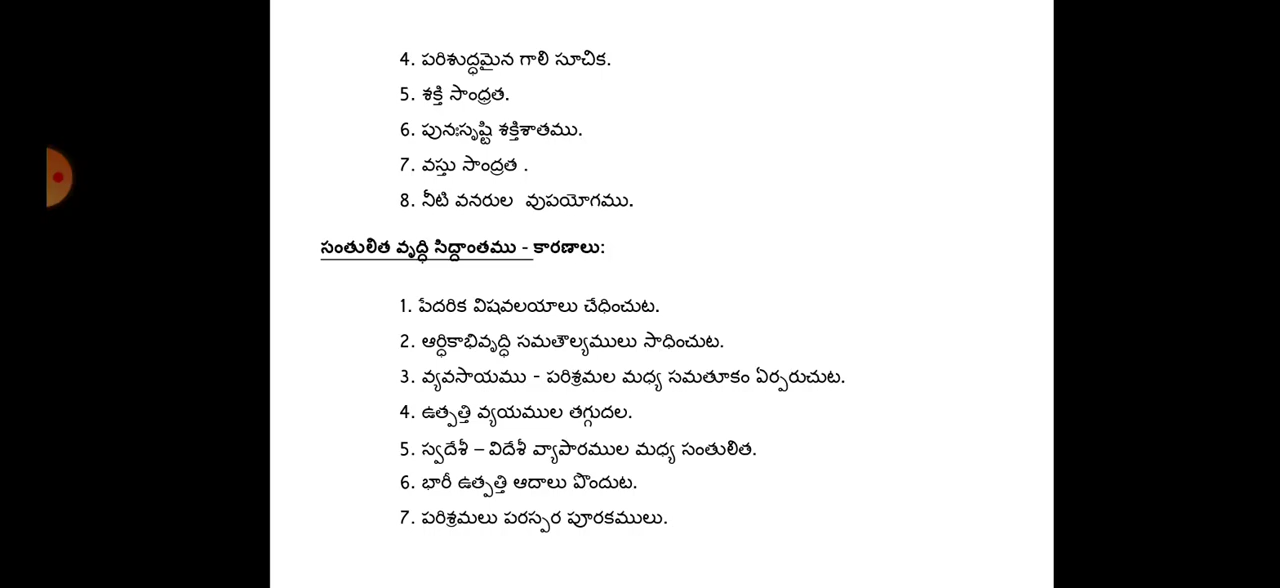 4. పరిశుద్ధమైన గాలి సూచిక.
5. శక్తి సాంద్రత.
6. పునఃసృష్టి శక్తిశాతము.
7. వస్తు సాంద్రత .
8. నీటి వనరుల వుపయోగము.
సంతులిత వృద్ధి సిద్దాంతము - కారణాలు:
1. పేదరిక విషవలయాలు చేధించుట.
2. ఆర్ధికాభివృద్ధి సమతౌల్యములు సాధించుట.
3. వ్యవసాయము - పరిశ్రమల మధ్య సమతూకం ఏర్పరుచుట.
4. ఉత్పత్తి వ్యయముల తగ్గుదల.
5. స్వదేశీ – విదేశీ వ్యాపారముల మధ్య సంతులిత.
6. భారీ ఉత్పత్తి ఆదాలు పొందుట.
7. పరిశ్రమలు పరస్పర పూరకములు.